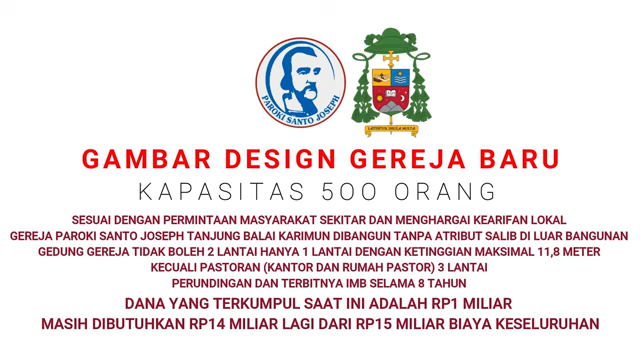 PAROKI SANTO JOSEPH
GAMBAR DESIGN GEREJA BARU
KAPASITAS 500 ORANG
SESUAI DENGAN PERMINTAAN MASYARAKAT SEKITAR DAN MENGHARGAI KEARIFAN LOKAL
GEREJA PAROKI SANTO JOSEPH TANJUNG BALAI KARIMUN DIBANGUN TANPA ATRIBUT SALIB DI LUAR BANGUNAN
GEDUNG GEREJA TIDAK BOLEH 2 LANTAI HANYA 1 LANTAI DENGAN KETINGGIAN MAKSIMAL 11,8 METER
KECUALI PASTORAN (KANTOR DAN RUMAH PASTOR) 3 LANTAI
PERUNDINGAN DAN TERBITNYA IMB SELAMA 8 TAHUN
DANA YANG TERKUMPUL SAAT INI ADALAH RP1 MILIAR
MASIH DIBUTUHKAN RP14 MILIAR LAGI DARI RP15 MILIAR BIAYA KESELURUHAN